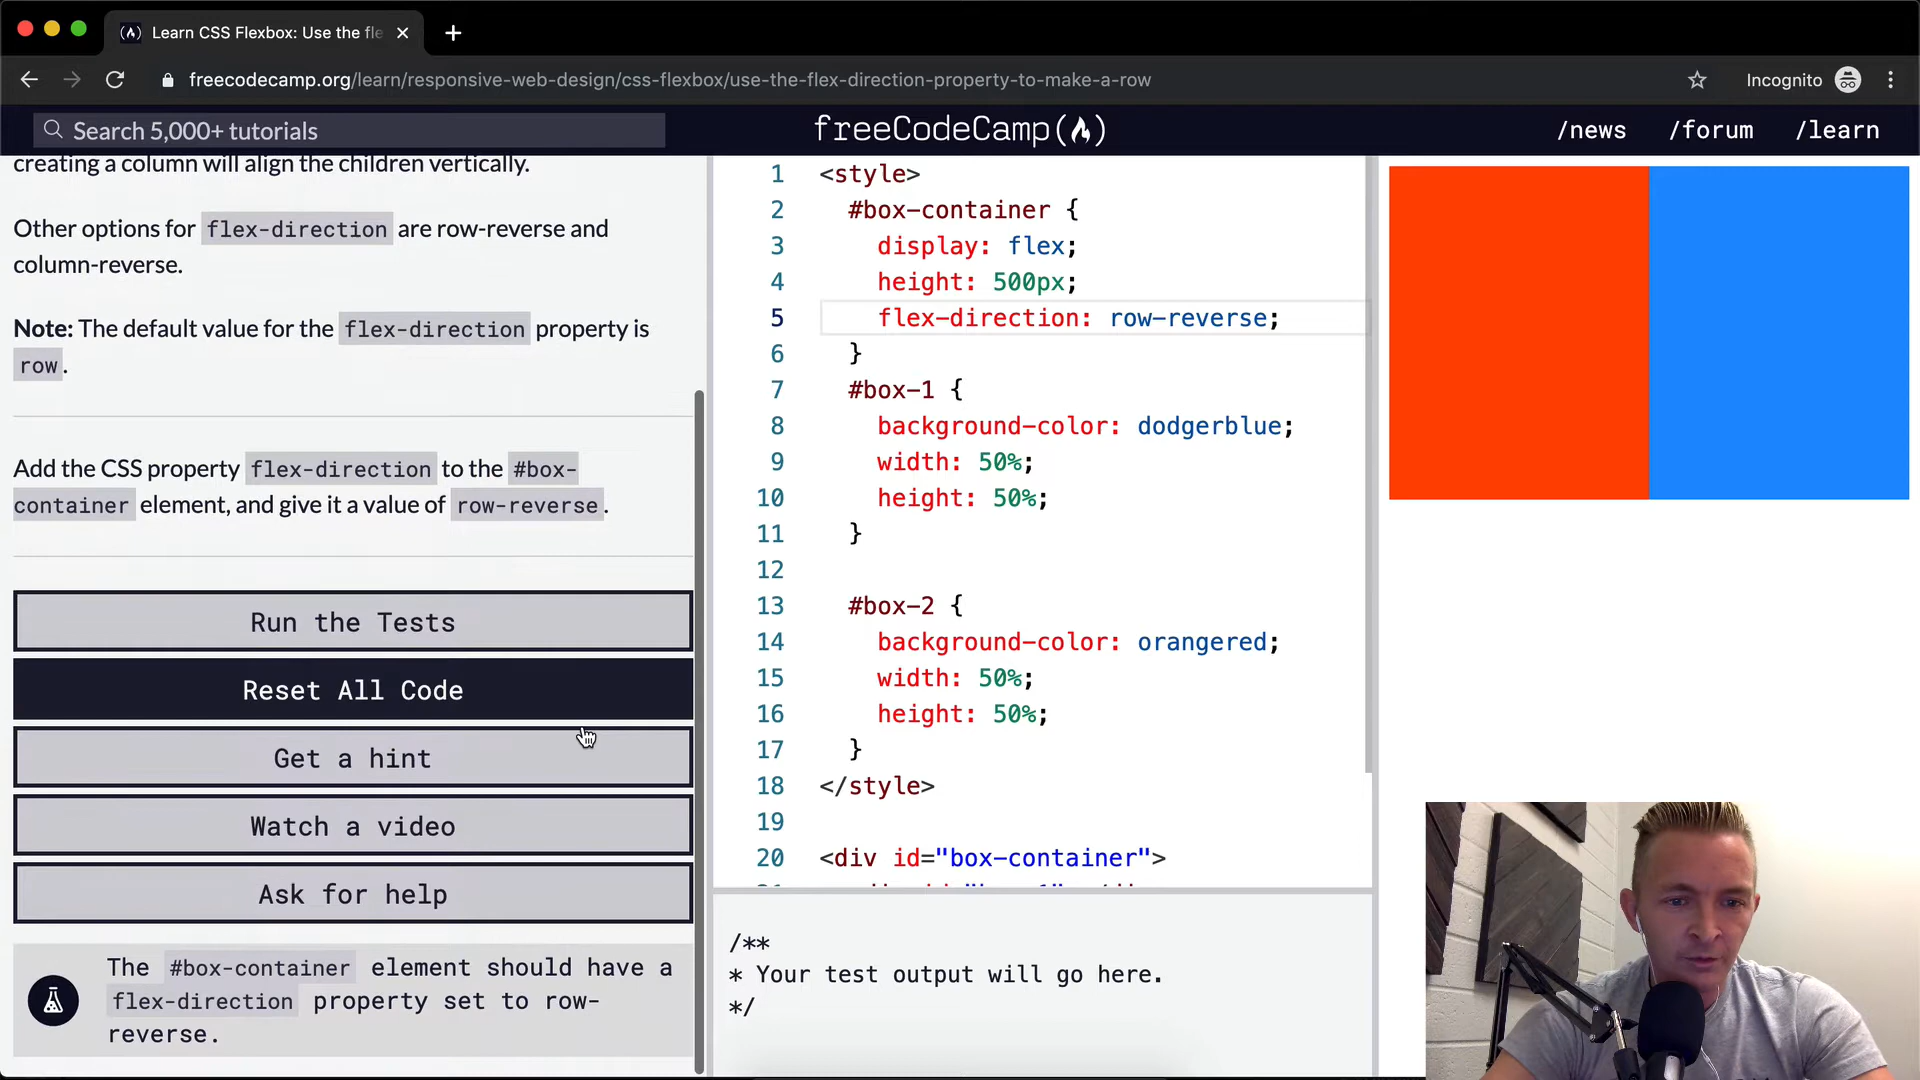 Learn CSS Flexbox: Use the fle
freecodecamp.org/learn/responsive-web-design/css-flexbox/use-the-flex-direction-property-to-make-a-row
Incognito
Search 5,000+ tutorials
freeCodeCamp
/news
/forum
/learn
creating a column will align the children vertically.
Other options for flex-direction are row-reverse and
column-reverse.
Note: The default value for the flex-direction property is
row.
Add the CSS property flex-direction to the #box-
container element, and give it a value of row-reverse.
Run the Tests
Reset All Code
Get a hint
Watch a video
Ask for help
The #box-container element should have a
flex-direction property set to row-
reverse.
1 <style>
2 #box-container {
3 display: flex;
4 height: 500px;
5 flex-direction: row-reverse;
6 }
7 #box-1 {
8 background-color: dodgerblue;
9 width: 50%;
10 height: 50%;
11 }
12
13 #box-2 {
14 background-color: orangered;
15 width: 50%;
16 height: 50%;
17 }
18 </style>
19
20 <div id="box-container">
/**
* Your test output will go here.
*/